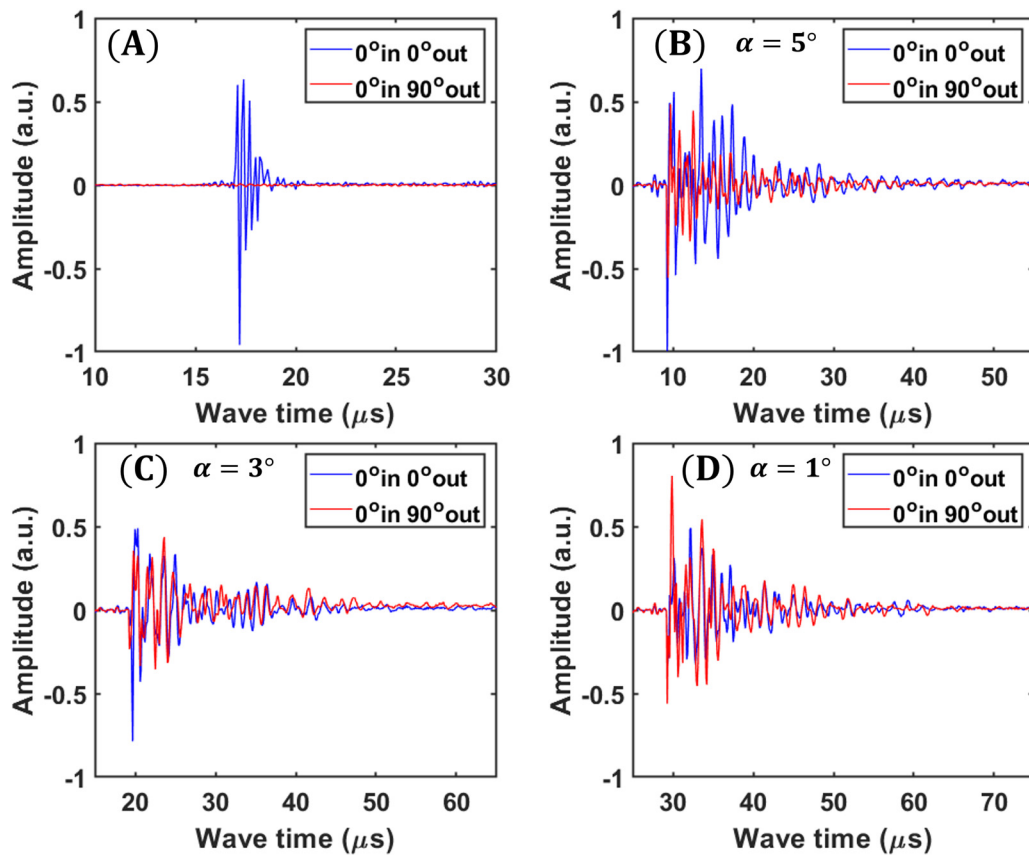 (A)
0°in 0°out
0°in 90°out
1
0.5
0
-0.5
-1
Amplitude (a.u.)
10
15
20
25
30
Wave time (μs)
(B) α = 5°
0°in 0°out
0°in 90°out
1
0.5
0
-0.5
-1
Amplitude (a.u.)
10
20
30
40
50
Wave time (μs)
(C) α = 3°
0°in 0°out
0°in 90°out
1
0.5
0
-0.5
-1
Amplitude (a.u.)
20
30
40
50
60
Wave time (μs)
(D) α = 1°
0°in 0°out
0°in 90°out
1
0.5
0
-0.5
-1
Amplitude (a.u.)
30
40
50
60
70
Wave time (μs)